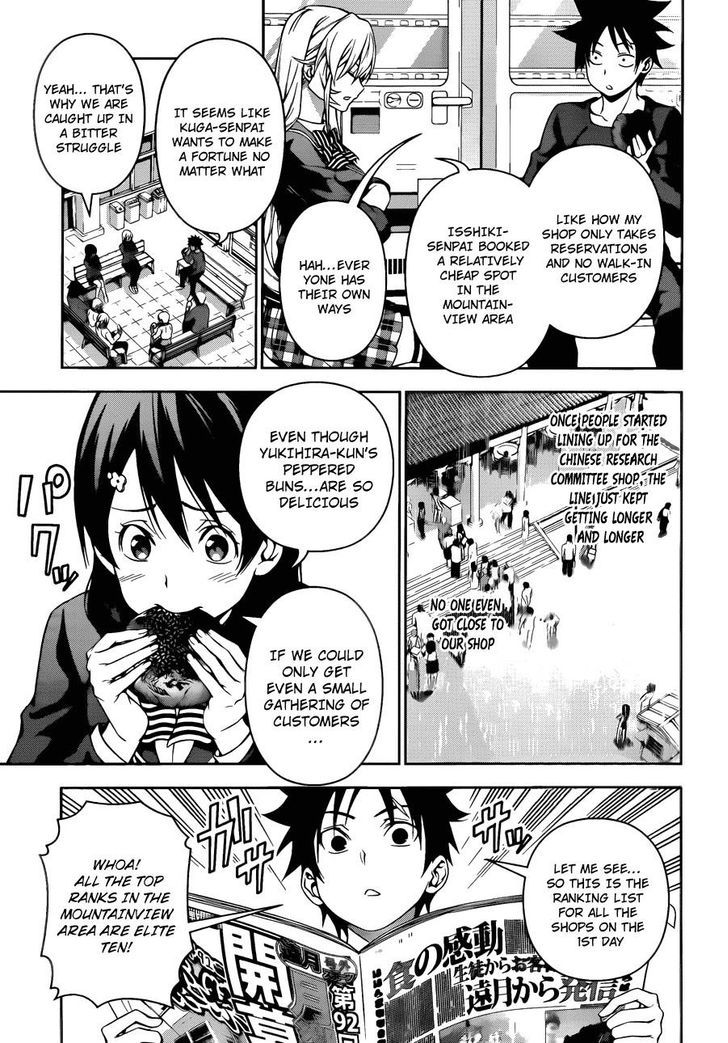 LIKE HOW MY
SHOP ONLY TAKES
RESERVATIONS
AND NO WALK-IN
CUSTOMERS
ISSHIKI-
SENPAI BOOKED
A RELATIVELY
CHEAP SPOT
IN THE
MOUNTAIN-
VIEW AREA
HAH...EVER
YONE HAS
THEIR OWN
WAYS
IT SEEMS LIKE
KUGA-SENPAI
WANTS TO MAKE
A FORTUNE NO
MATTER WHAT
YEAH... THAT'S
WHY WE ARE
CAUGHT UP IN
A BITTER
STRUGGLE
ONCE PEOPLE STARTED
LINING UP FOR THE
CHINESE RESEARCH
COMMITTEE SHOP, THE
LINE JUST KEPT
GETTING LONGER
AND LONGER
NO ONE EVEN
GOT CLOSE TO
OUR SHOP
EVEN THOUGH
YUKIHIRA-KUN'S
PEPPERED
BUNS...ARE SO
DELICIOUS
パクッ
IF WE COULD
ONLY GET
EVEN A SMALL
GATHERING OF
CUSTOMERS
...
LET ME SEE...
SO THIS IS THE
RANKING LIST
FOR ALL THE
SHOPS ON THE
1ST DAY
ガサ
ガサ
WHOA!
ALL THE TOP
RANKS IN THE
MOUNTAINVIEW
AREA ARE ELITE
TEN!
食の感動
生徒からお客
遠月から発信
遠月
開幕
第92回